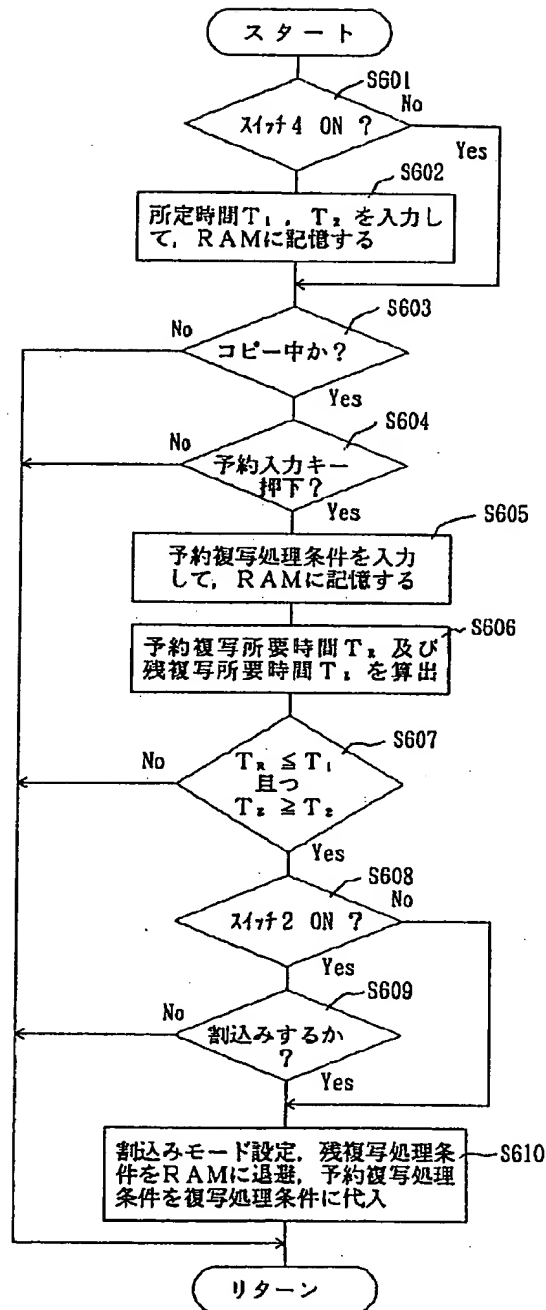 スタート
S601
スイッチ4 ON ?
No
Yes
S602
所定時間T₁, T₂ を入力し
て, RAMに記憶する
S603
No
コピー中か?
Yes
S604
No
予約入力キー
押下?
Yes
S605
予約複写処理条件を入力
して, RAMに記憶する
S606
予約複写所要時間T_R 及び
残複写所要時間T_Z を算出
S607
No
T_R ≦ T₁
且つ
T_Z ≧ T₂
Yes
S608
No
スイッチ2 ON ?
Yes
S609
No
割込みするか
?
Yes
割込みモード設定, 残複写処理条
S610
件をRAMに退避, 予約複写処理
条件を複写処理条件に代入
リターン